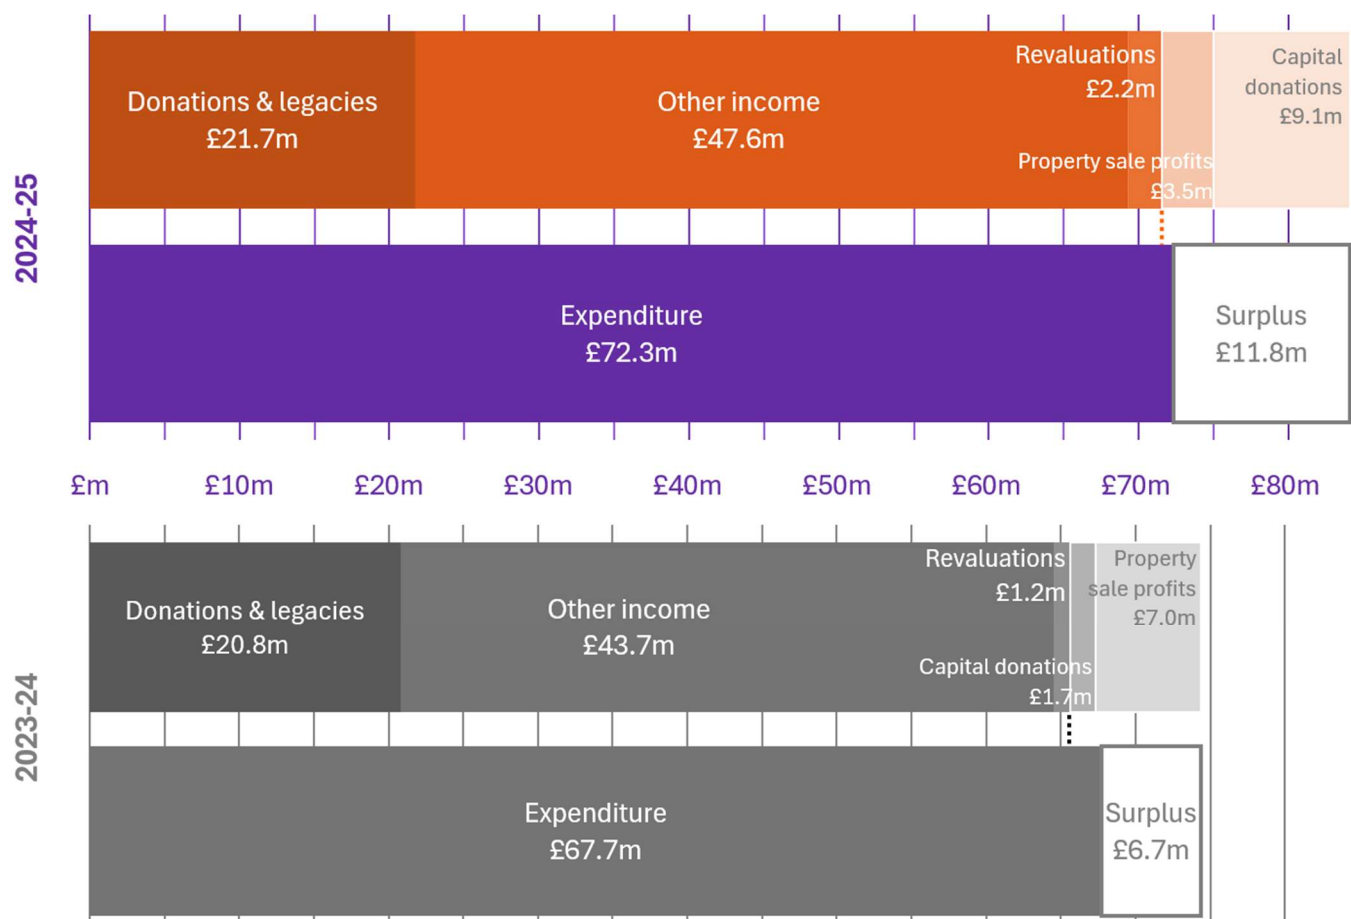 2024-25
Donations & legacies
£21.7m
Other income
£47.6m
Revaluations
£2.2m
Property sale profits
£3.5m
Capital
donations
£9.1m
Expenditure
£72.3m
Surplus
£11.8m
£m £10m £20m £30m £40m £50m £60m £70m £80m
2023-24
Donations & legacies
£20.8m
Other income
£43.7m
Revaluations
£1.2m
Capital donations
£1.7m
Property
sale profits
£7.0m
Expenditure
£67.7m
Surplus
£6.7m